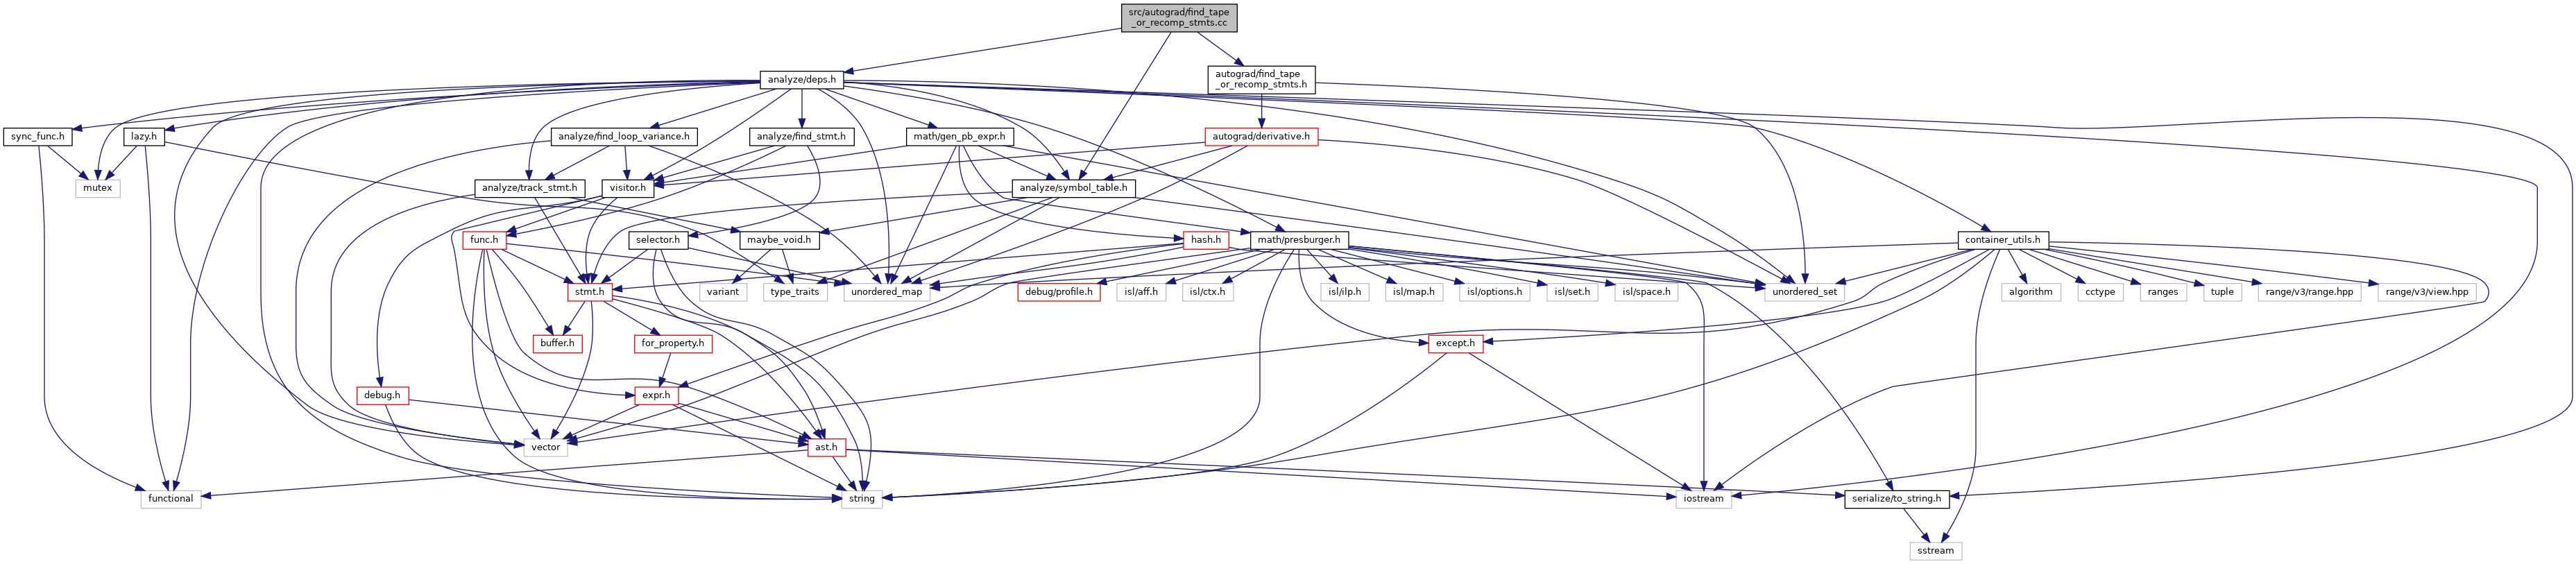 src/autograd/find_tape
_or_recomp_stmts.cc
analyze/deps.h
autograd/find_tape
_or_recomp_stmts.h
sync_func.h
lazy.h
analyze/find_loop_variance.h
analyze/find_stmt.h
math/gen_pb_expr.h
autograd/derivative.h
mutex
analyze/track_stmt.h
visitor.h
analyze/symbol_table.h
func.h
selector.h
maybe_void.h
hash.h
math/presburger.h
container_utils.h
stmt.h
variant
type_traits
unordered_map
debug/profile.h
isl/aff.h
isl/ctx.h
isl/ilp.h
isl/map.h
isl/options.h
isl/set.h
isl/space.h
unordered_set
algorithm
cctype
ranges
tuple
range/v3/range.hpp
range/v3/view.hpp
buffer.h
for_property.h
except.h
debug.h
expr.h
vector
ast.h
functional
string
iostream
serialize/to_string.h
sstream